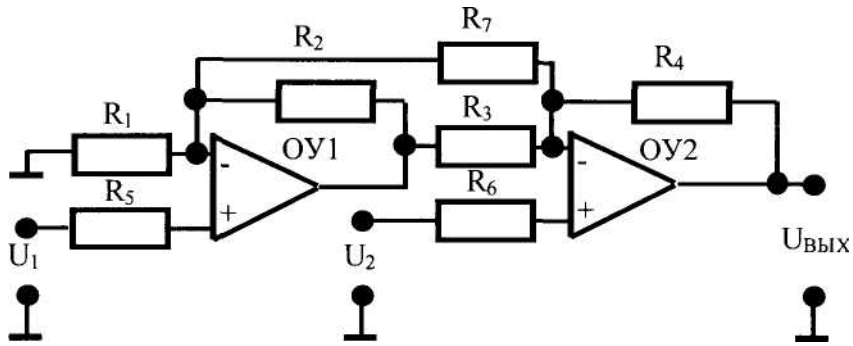 R₂
R₇
R₄
R₁
R₃
ОУ1
ОУ2
-
-
R₅
R₆
+
+
U₁
U₂
UВЫХ